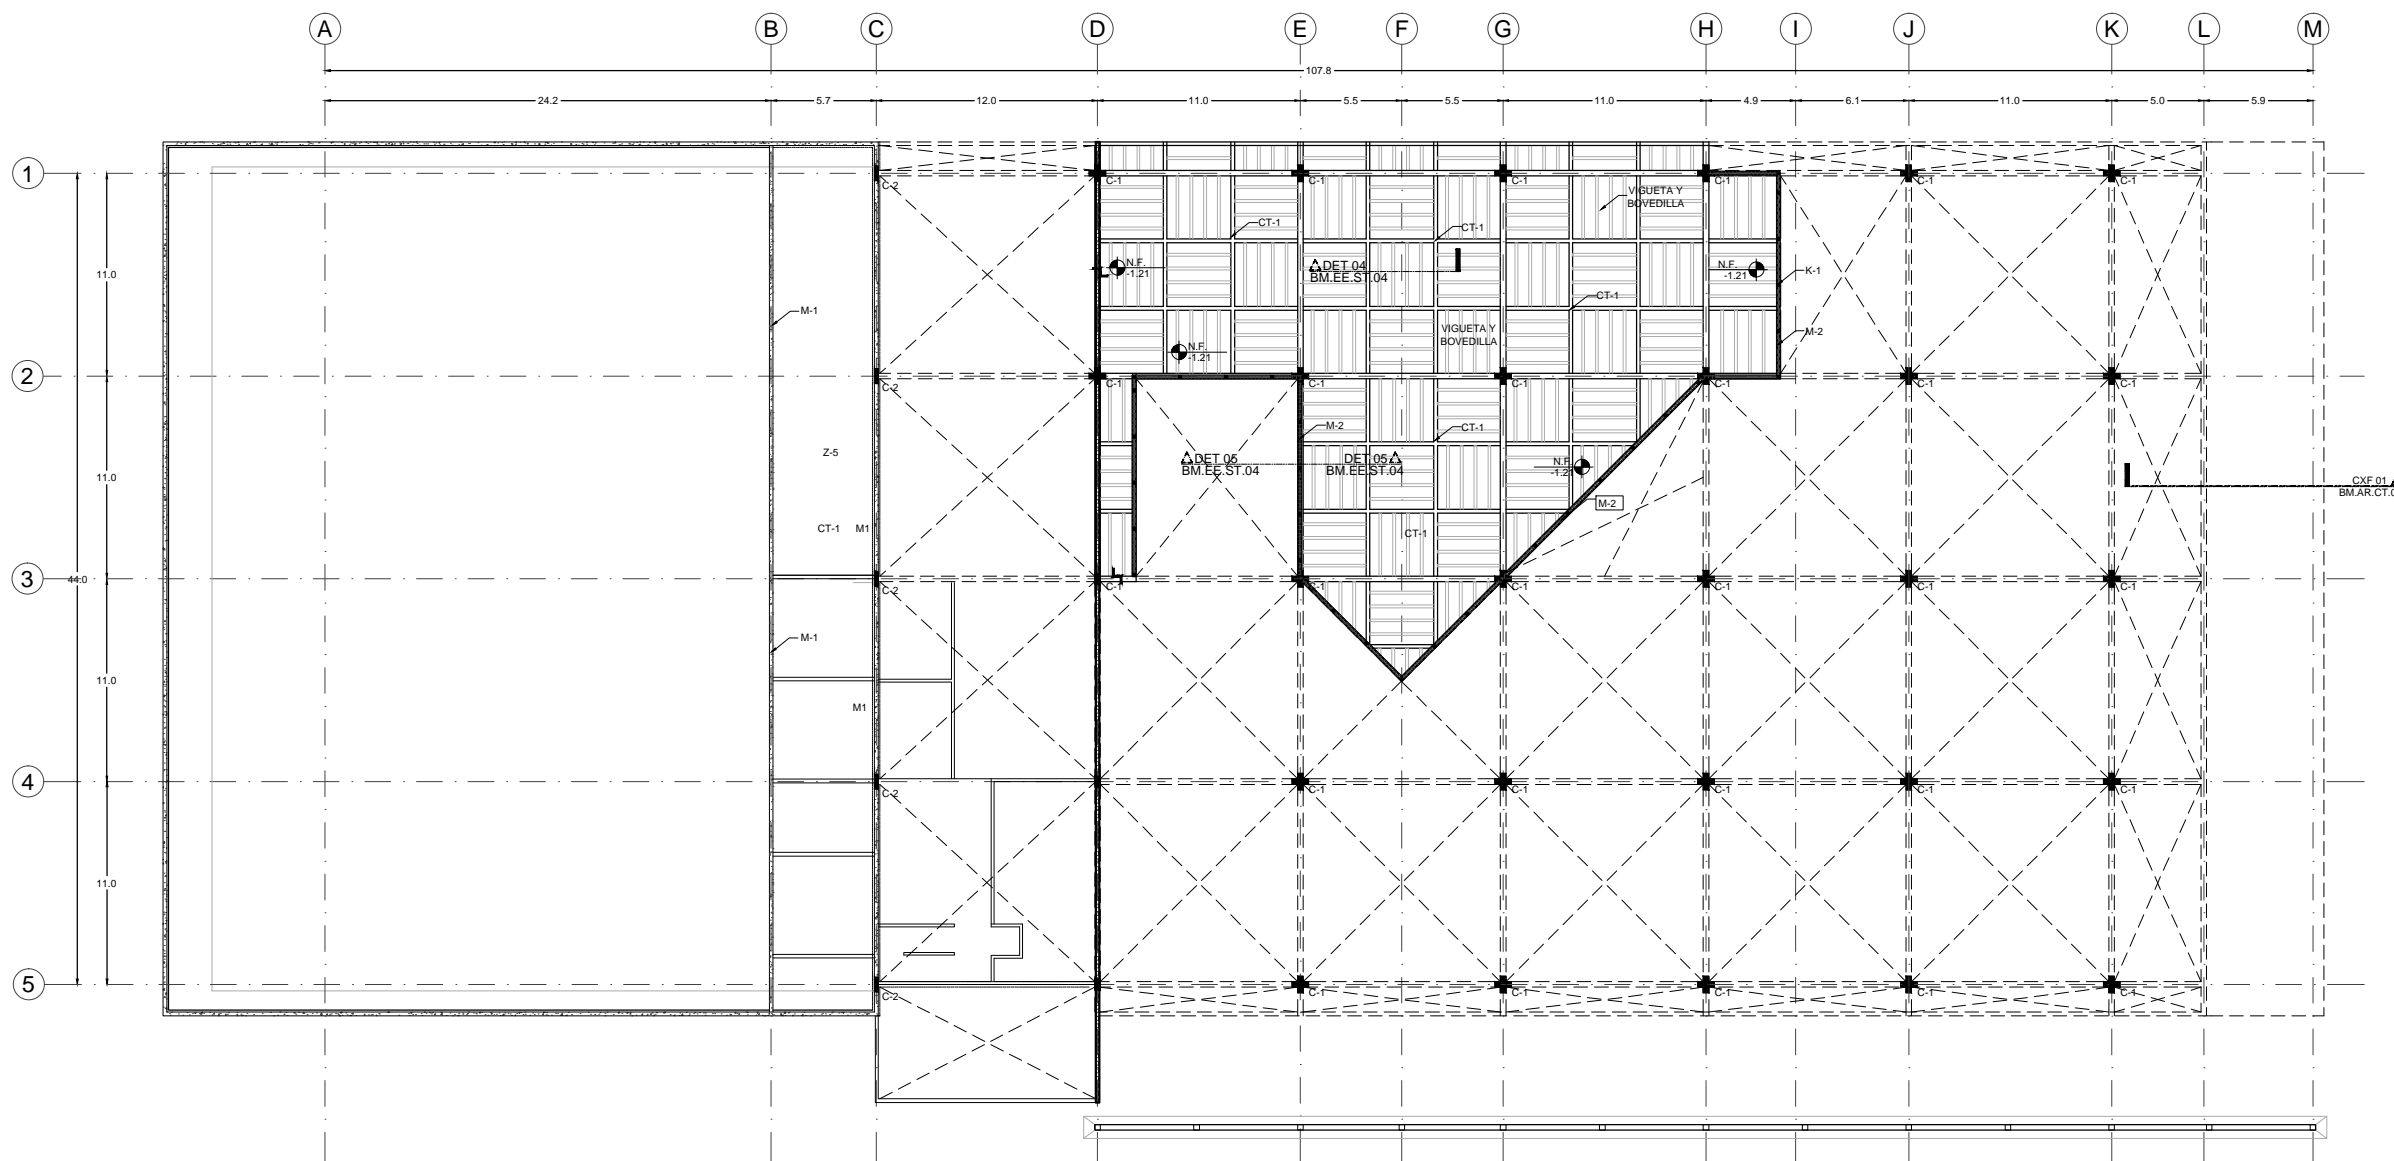 A B C D E F G H I J K L M
107.8
24.2 5.7 12.0 11.0 5.5 5.5 11.0 4.9 6.1 11.0 5.0 5.9
1
C-2 C-1 C-1 C-1 C-1 C-1 C-1
VIGUETA Y
BOVEDILLA
CT-1 CT-1
N.F.
-1.21
DET 04
BM.EE.ST.04
N.F.
-1.21
K-1
11.0
CT-1
M-1
VIGUETA Y
BOVEDILLA
M-2
N.F.
-1.21
2
C-2 C-1 C-1 C-1 C-1 C-1 C-1
M-2 CT-1
Z-5
DET 05
BM.EE.ST.04
DET 05
BM.EE.ST.04
N.F.
11.0
CXF 01
M-2
CT-1 M1 CT-1
3
44.0
C-2 C-1 C-1 C-1 C-1 C-1 C-1
M-1
11.0
M1
4
C-2 C-1 C-1 C-1 C-1 C-1
11.0
5
C-2 C-1 C-1 C-1 C-1 C-1